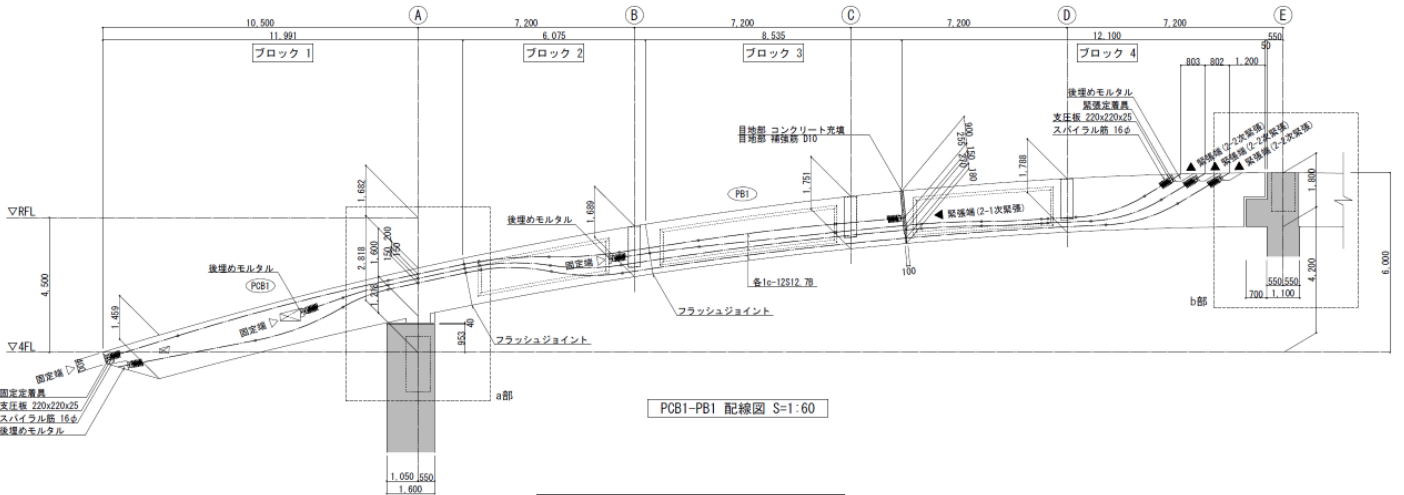 A
B
C
D
E
10,500
7,200
7,200
7,200
7,200
11,991
6,075
8,535
12,100
550
50
ブロック 1
ブロック 2
ブロック 3
ブロック 4
803
802
1,200
後埋めモルタル
緊張定着具
支圧板 220x220x25
スパイラル筋 16φ
緊張端(2-2次緊張)
緊張端(2-2次緊張)
緊張端(2-2次緊張)
目地部 コンクリート充填
目地部 補強筋 D10
900
255
150
270
180
1,788
1,751
PB1
緊張端(2-1次緊張)
100
1,682
1,689
後埋めモルタル
固定端
▽RFL
200
150
150
1,600
2,818
1,218
後埋めモルタル
PCB1
固定端
4,500
1,459
各1c-12S12.7B
フラッシュジョイント
フラッシュジョイント
40
953
▽4FL
800
固定端
固定定着具
支圧板 220x220x25
スパイラル筋 16φ
後埋めモルタル
a部
PCB1-PB1 配線図 S=1:60
1,050
550
1,600
1,800
4,200
6,000
550
550
700
1,100
b部